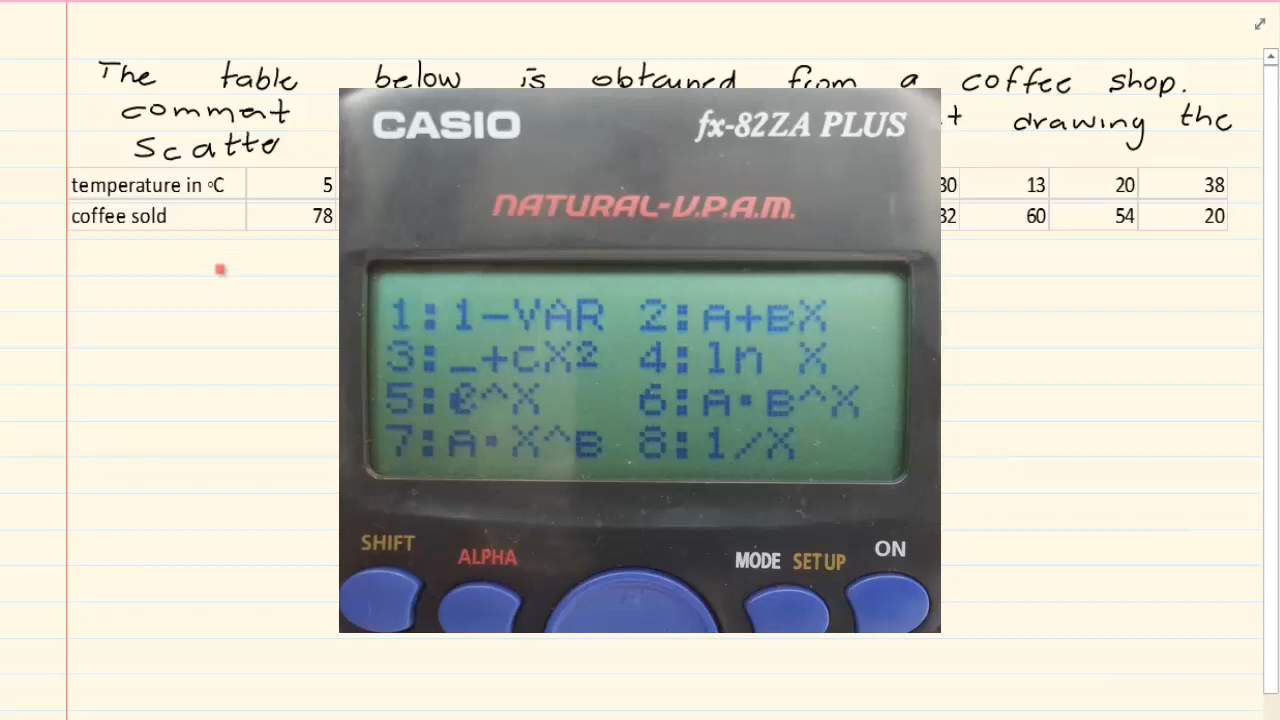 The table below is obtained from a coffee shop.
comment drawing the
Scatte
temperature in °C 5 30 13 20 38
coffee sold 78 32 60 54 20
CASIO fx-82ZA PLUS
NATURAL-V.P.A.M.
1:1-VAR 2:A+BX
3:_+cX² 4:ln X
5:e^X 6:A•B^X
7:A•X^B 8:1/X
SHIFT ALPHA MODE SETUP ON